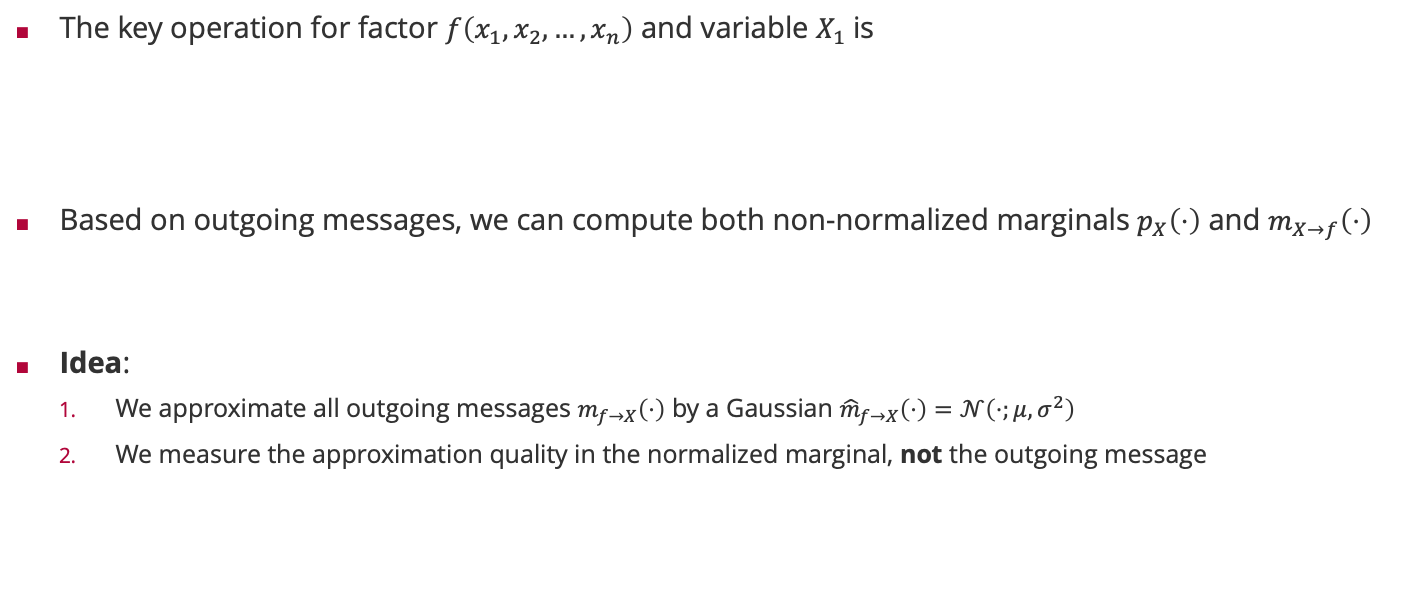 ▪ The key operation for factor f(x₁, x₂, … , xₙ) and variable X₁ is
▪ Based on outgoing messages, we can compute both non-normalized marginals p_X(·) and m_{X→f}(·)
▪ Idea:
1. We approximate all outgoing messages m_{f→X}(·) by a Gaussian m̂_{f→X}(·) = 𝒩(·; μ, σ²)
2. We measure the approximation quality in the normalized marginal, not the outgoing message